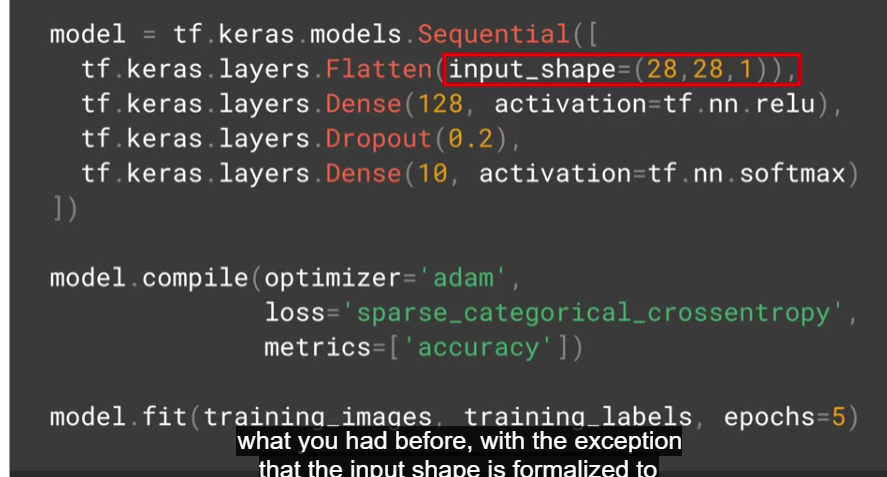 model = tf.keras.models.Sequential([
tf.keras.layers.Flatten(input_shape=(28,28,1)),
tf.keras.layers.Dense(128, activation=tf.nn.relu),
tf.keras.layers.Dropout(0.2),
tf.keras.layers.Dense(10, activation=tf.nn.softmax)
])
model.compile(optimizer='adam',
loss='sparse_categorical_crossentropy',
metrics=['accuracy'])
model.fit(training_images, training_labels, epochs=5)
what you had before, with the exception
that the input shape is formalized to